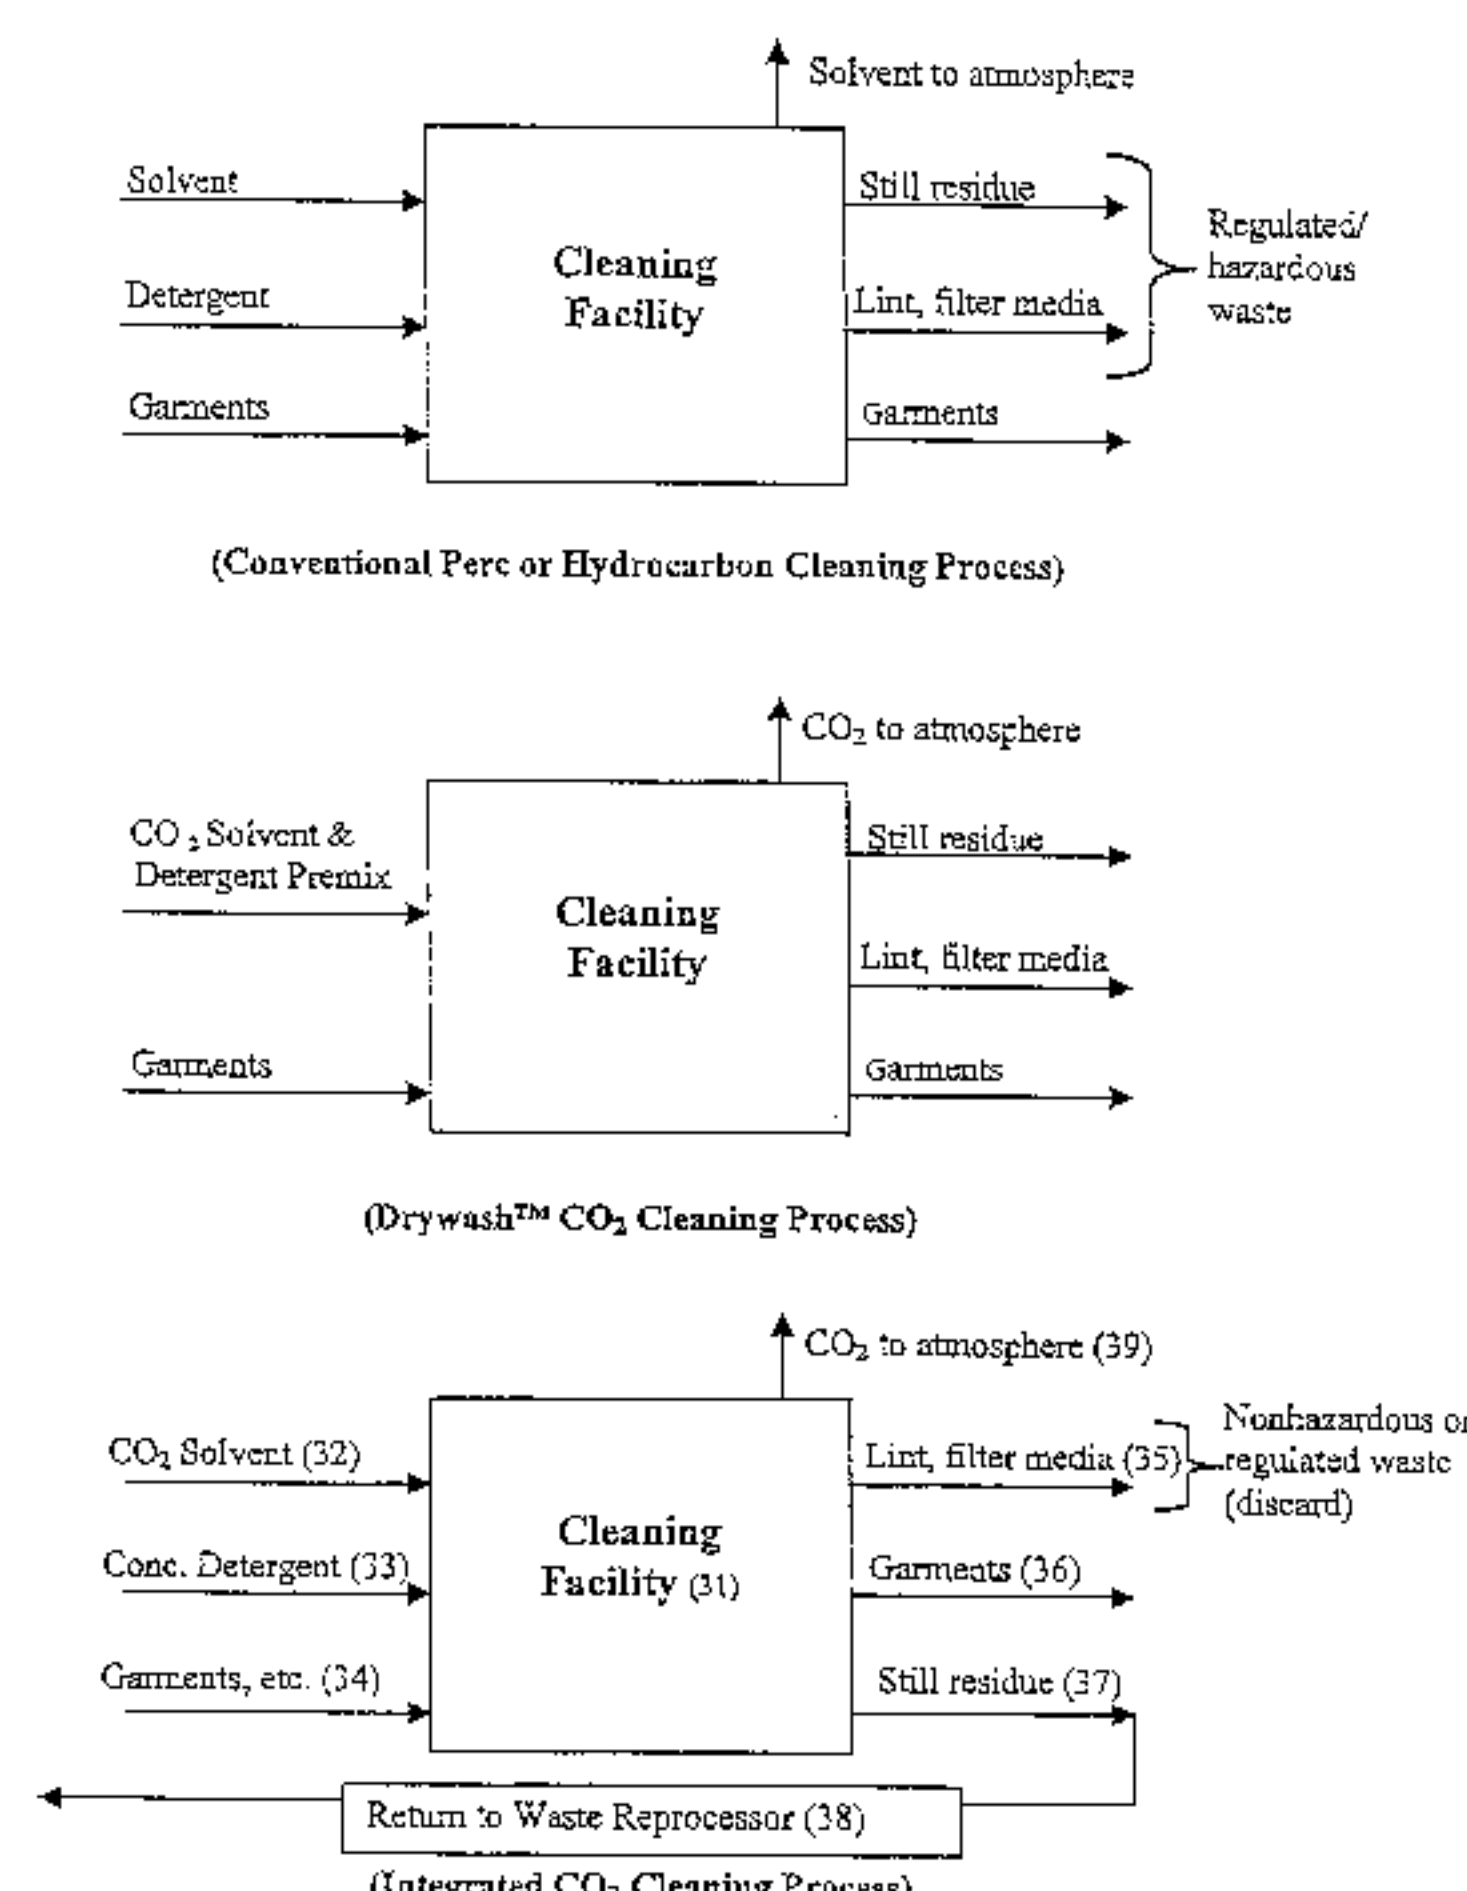 Solvent to atmosphere
Solvent
Still residue
Regulated/
hazardous
waste
Cleaning
Facility
Detergent
Lint, filter media
Garments
Garments
(Conventional Perc or Hydrocarbon Cleaning Process)
CO₂ to atmosphere
CO₂ Solvent &
Detergent Premix
Still residue
Cleaning
Facility
Lint, filter media
Garments
Garments
(Drywash™ CO₂ Cleaning Process)
CO₂ to atmosphere (39)
CO₂ Solvent (32)
Lint, filter media (35)
Nonhazardous or
regulated waste
(discard)
Cleaning
Facility (31)
Conc. Detergent (33)
Garments (36)
Garments, etc. (34)
Still residue (37)
Return to Waste Reprocessor (38)
(Integrated CO₂ Cleaning Process)